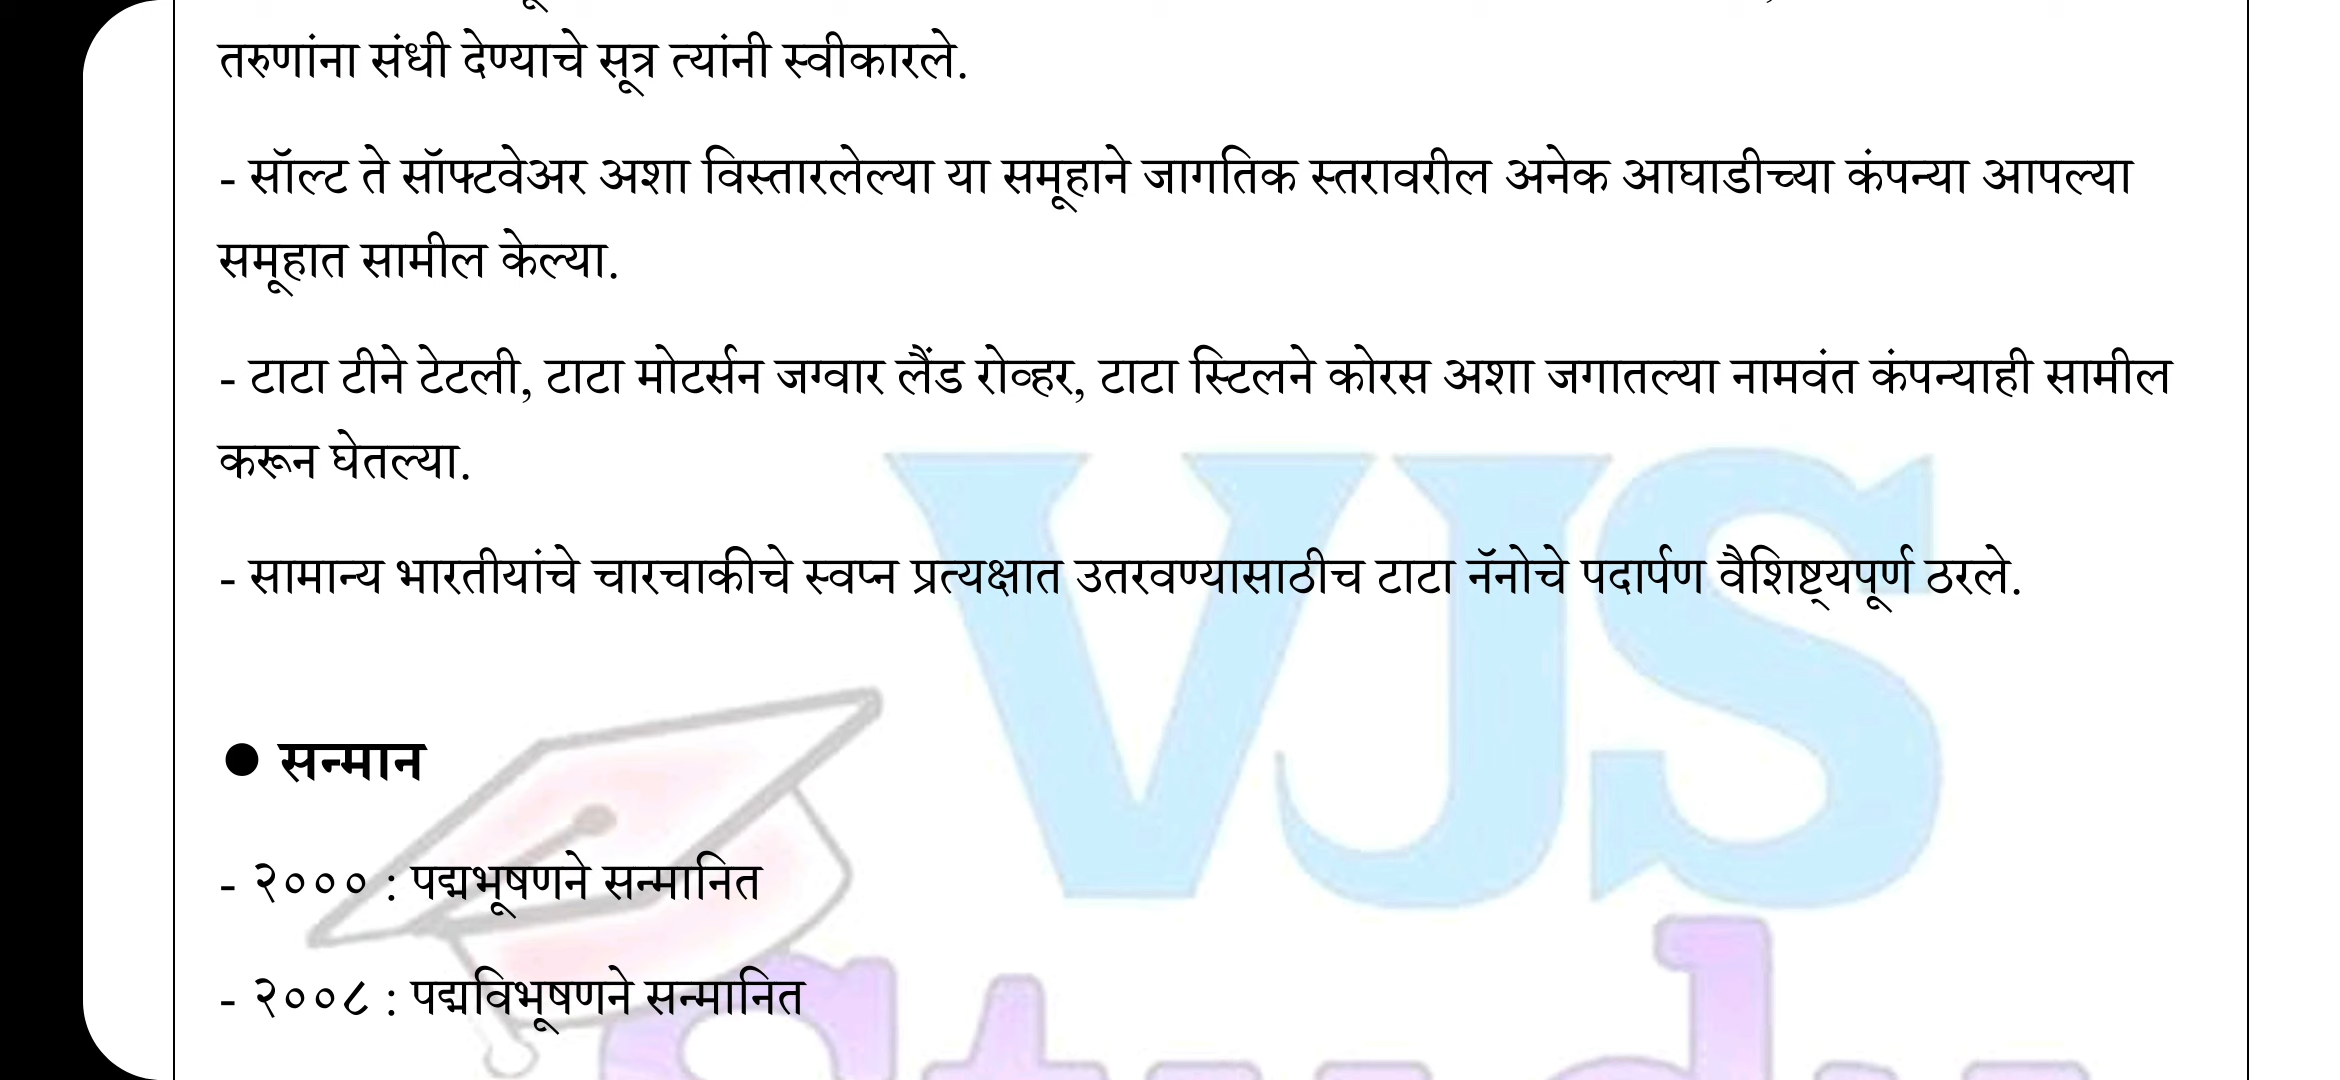 तरुणांना संधी देण्याचे सूत्र त्यांनी स्वीकारले.
- सॉल्ट ते सॉफ्टवेअर अशा विस्तारलेल्या या समूहाने जागतिक स्तरावरील अनेक आघाडीच्या कंपन्या आपल्या
समूहात सामील केल्या.
- टाटा टीने टेटली, टाटा मोटर्सन जग्वार लैंड रोव्हर, टाटा स्टिलने कोरस अशा जगातल्या नामवंत कंपन्याही सामील
करून घेतल्या.
- सामान्य भारतीयांचे चारचाकीचे स्वप्न प्रत्यक्षात उतरवण्यासाठीच टाटा नॅनोचे पदार्पण वैशिष्ट्यपूर्ण ठरले.
● सन्मान
- २००० : पद्मभूषणने सन्मानित
- २००८ : पद्मविभूषणने सन्मानित
VJS
Study